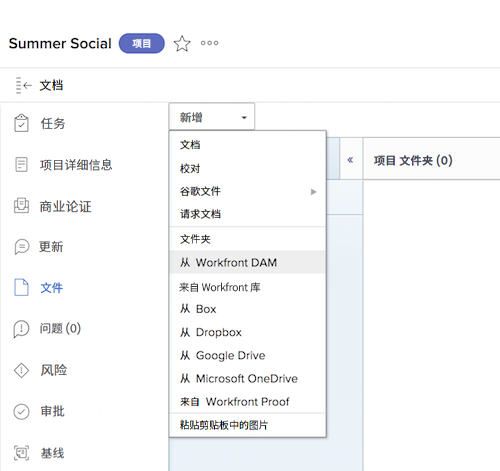 Summer Social 项目
文档
任务
项目详细信息
商业论证
更新
文件
问题 (0)
风险
审批
基线
新增
文档
校对
谷歌文件
请求文档
文件夹
从 Workfront DAM
来自 Workfront 库
从 Box
从 Dropbox
从 Google Drive
从 Microsoft OneDrive
来自 Workfront Proof
粘贴剪贴板中的图片
项目 文件夹 (0)